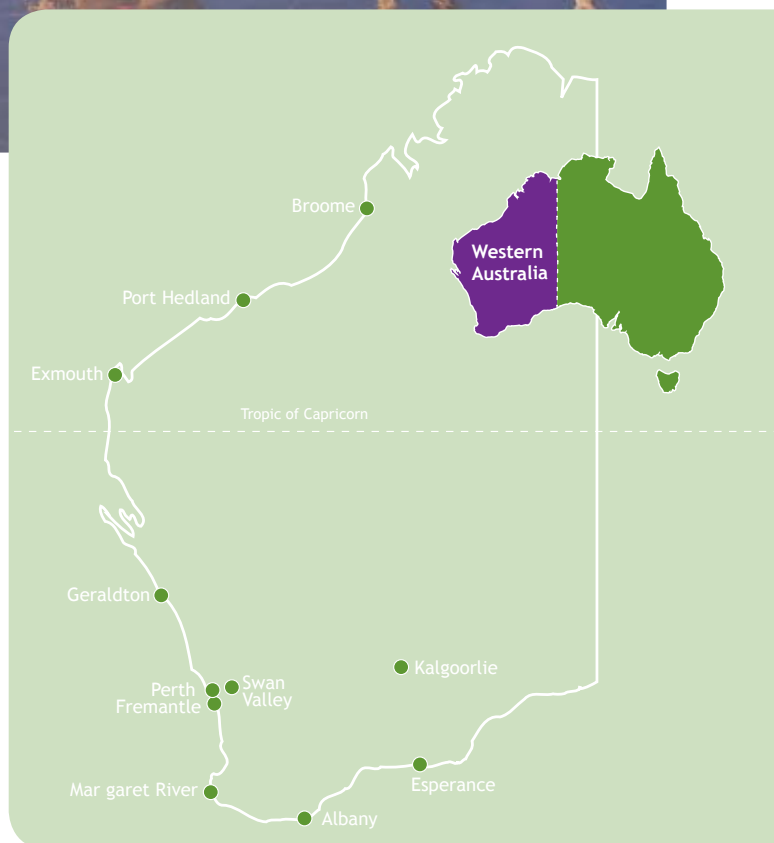 Broome
Western
Australia
Port Hedland
Exmouth
Tropic of Capricorn
Geraldton
Kalgoorlie
Swan
Valley
Perth
Fremantle
Esperance
Mar garet River
Albany